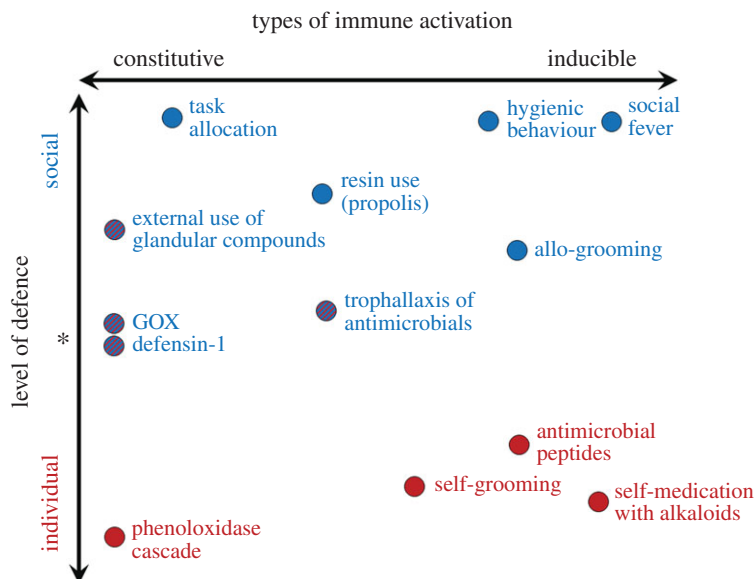 types of immune activation
constitutive
inducible
task
allocation
hygienic
behaviour
social
fever
social
resin use
(propolis)
external use of
glandular compounds
allo-grooming
level of defence
*
GOX
defensin-1
trophallaxis of
antimicrobials
individual
antimicrobial
peptides
self-grooming
self-medication
with alkaloids
phenoloxidase
cascade